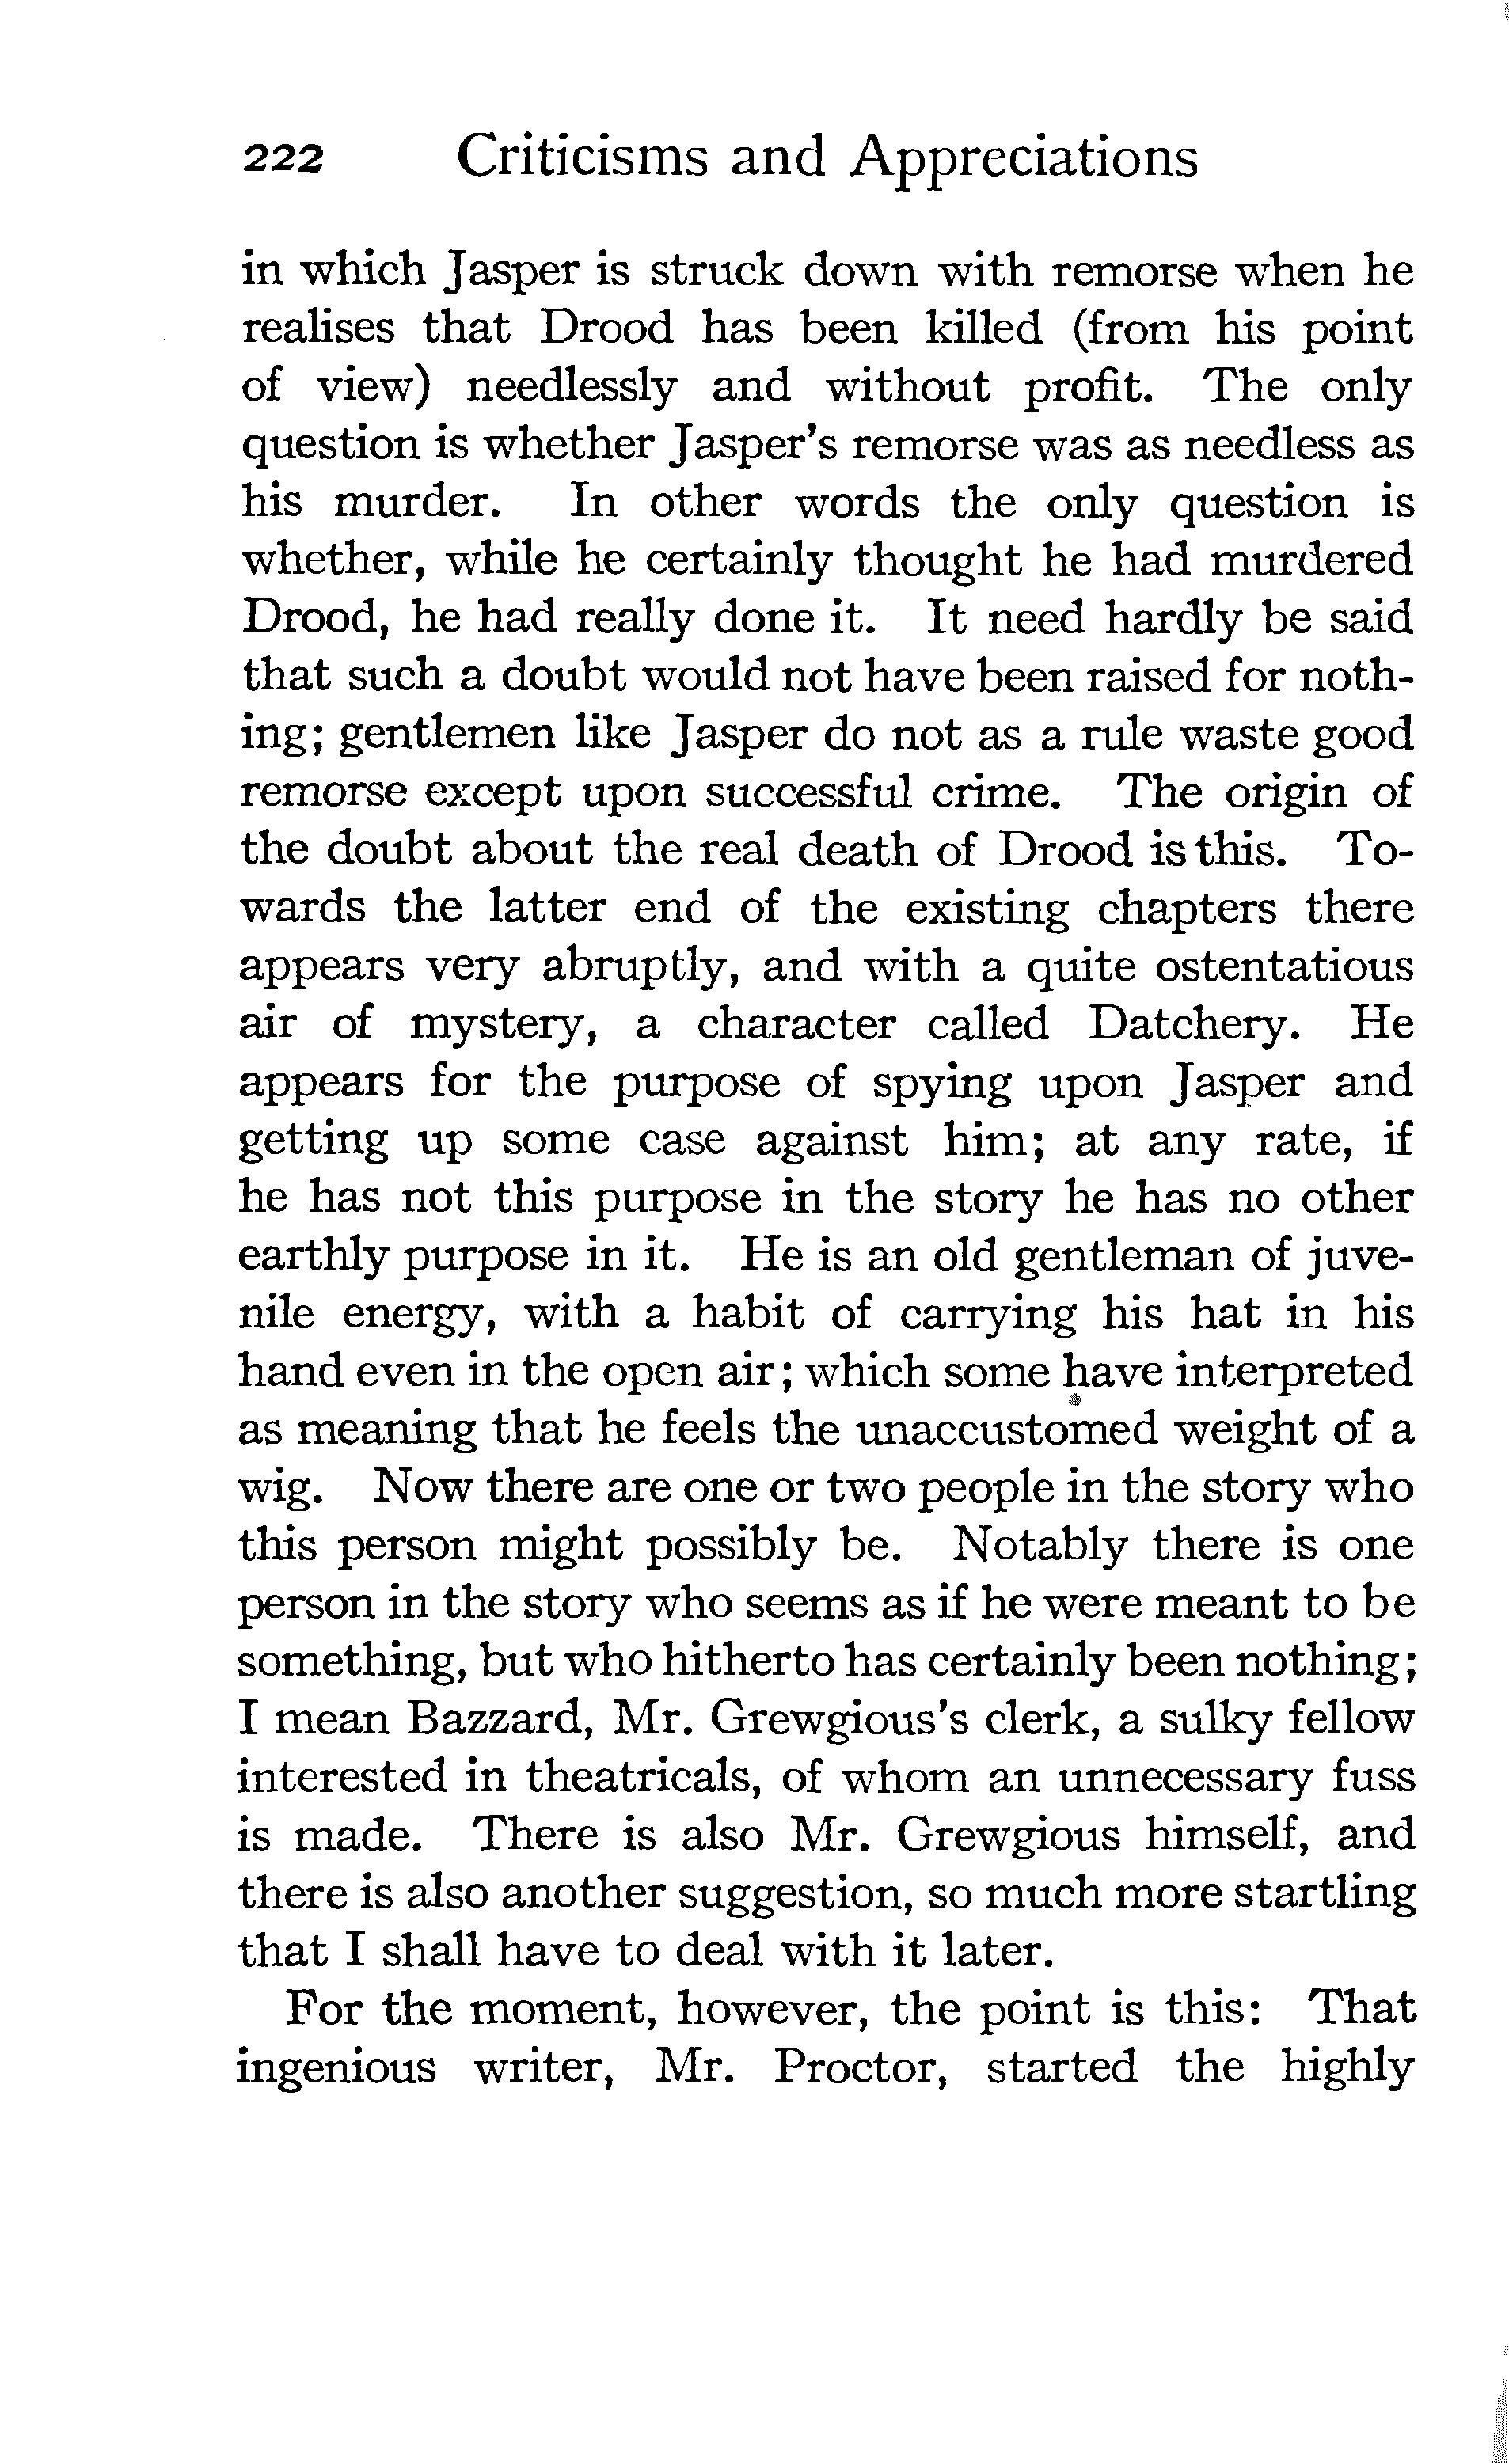 222 Criticisms and Appreciations
in which Jasper is struck down with remorse when he
realises that Drood has been killed (from his point
of view) needlessly and without profit. The only
question is whether Jasper's remorse was as needless as
his murder. In other words the only question is
whether, while he certainly thought he had murdered
Drood, he had really done it. It need hardly be said
that such a doubt would not have been raised for noth-
ing; gentlemen like Jasper do not as a rule waste good
remorse except upon successful crime. The origin of
the doubt about the real death of Drood is this. To-
wards the latter end of the existing chapters there
appears very abruptly, and with a quite ostentatious
air of mystery, a character called Datchery. He
appears for the purpose of spying upon Jasper and
getting up some case against him; at any rate, if
he has not this purpose in the story he has no other
earthly purpose in it. He is an old gentleman of juve-
nile energy, with a habit of carrying his hat in his
hand even in the open air; which some have interpreted
as meaning that he feels the unaccustomed weight of a
wig. Now there are one or two people in the story who
this person might possibly be. Notably there is one
person in the story who seems as if he were meant to be
something, but who hitherto has certainly been nothing;
I mean Bazzard, Mr. Grewgious's clerk, a sulky fellow
interested in theatricals, of whom an unnecessary fuss
is made. There is also Mr. Grewgious himself, and
there is also another suggestion, so much more startling
that I shall have to deal with it later.
For the moment, however, the point is this: That
ingenious writer, Mr. Proctor, started the highly